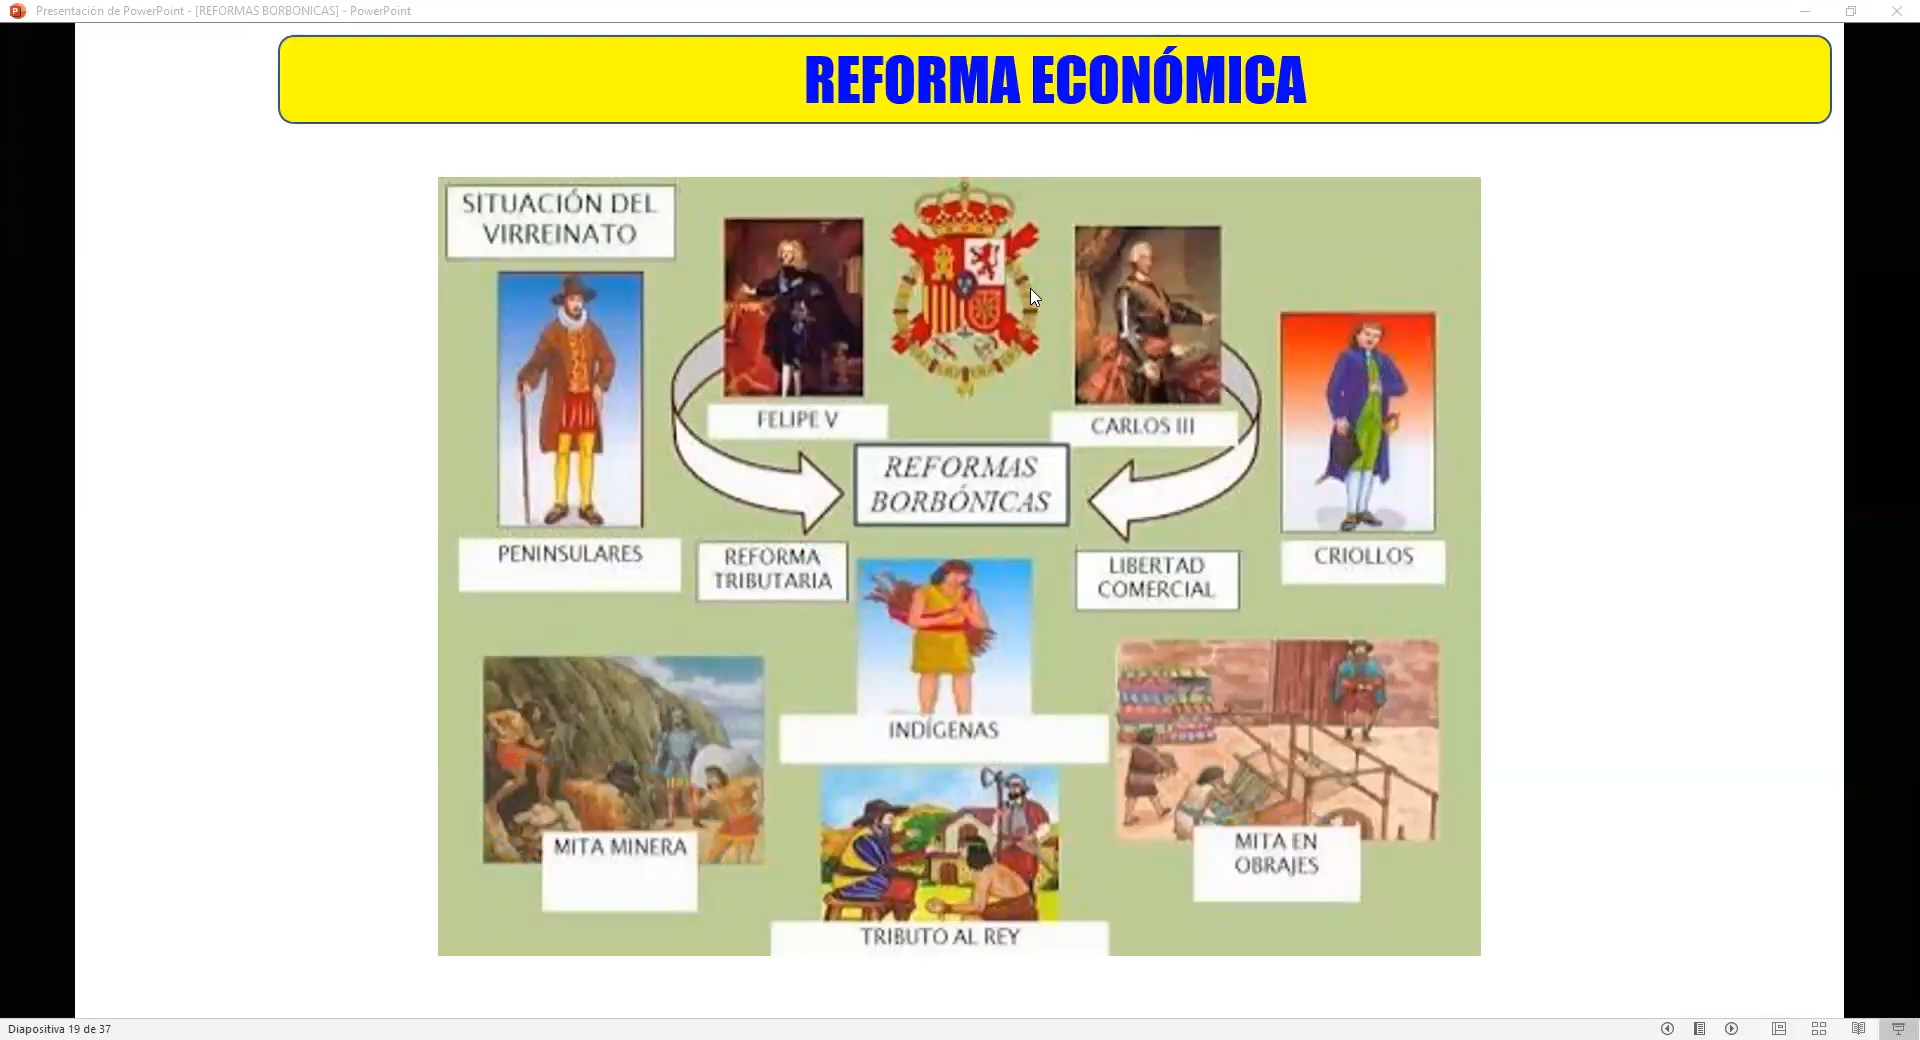 Presentación de PowerPoint - [REFORMAS BORBONICAS] - PowerPoint
REFORMA ECONÓMICA
SITUACIÓN DEL
VIRREINATO
FELIPE V
CARLOS III
REFORMAS
BORBÓNICAS
PENINSULARES
REFORMA
TRIBUTARIA
LIBERTAD
COMERCIAL
CRIOLLOS
INDÍGENAS
MITA MINERA
MITA EN
OBRAJES
TRIBUTO AL REY
Diapositiva 19 de 37